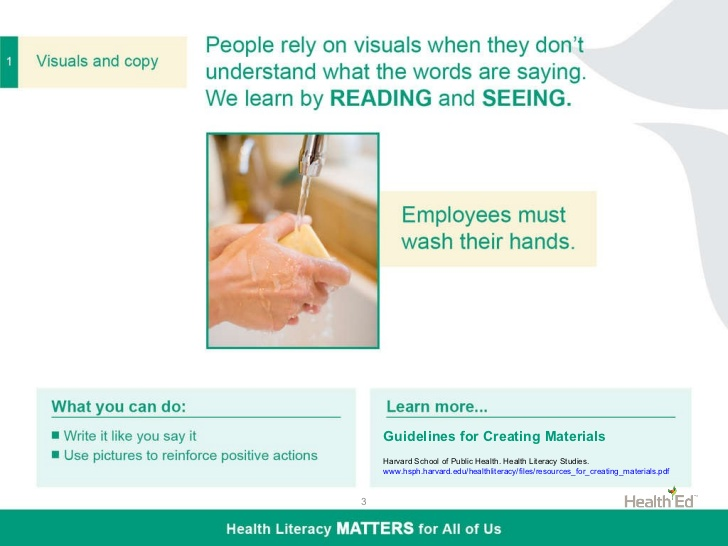 1
Visuals and copy
People rely on visuals when they don't
understand what the words are saying.
We learn by READING and SEEING.
Employees must
wash their hands.
What you can do:
■ Write it like you say it
■ Use pictures to reinforce positive actions
Learn more...
Guidelines for Creating Materials
Harvard School of Public Health. Health Literacy Studies.
www.hsph.harvard.edu/healthliteracy/files/resources_for_creating_materials.pdf
3
HealthEd™
Health Literacy MATTERS for All of Us